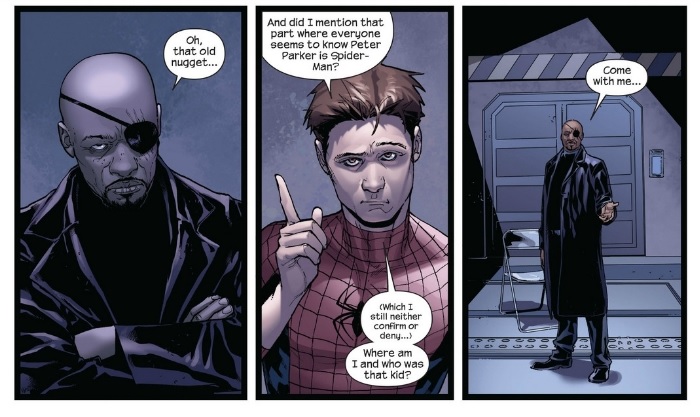 Oh,
that old
nugget...
And did I mention that
part where everyone
seems to know Peter
Parker is Spider-
Man?
(Which I
still neither
confirm or
deny...)
Where am
I and who was
that kid?
Come
with me...